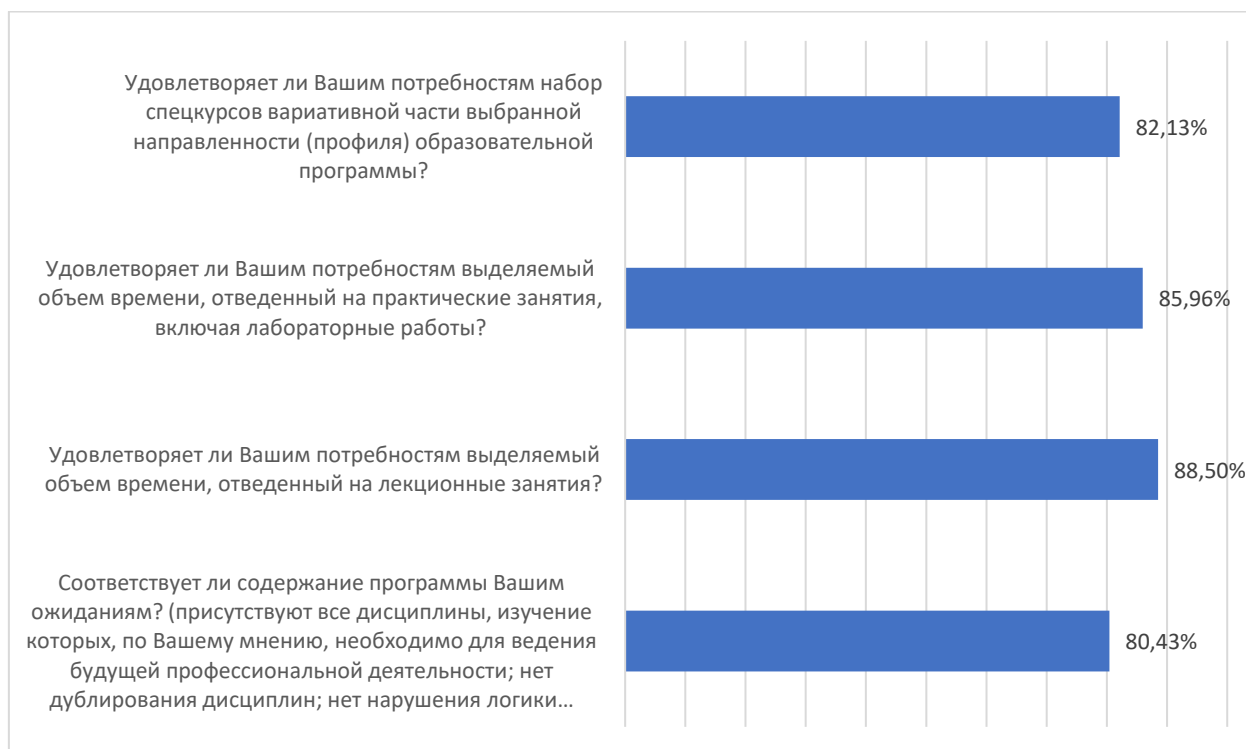 Удовлетворяет ли Вашим потребностям набор
спецкурсов вариативной части выбранной
направленности (профиля) образовательной
программы?
82,13%
Удовлетворяет ли Вашим потребностям выделяемый
объем времени, отведенный на практические занятия,
включая лабораторные работы?
85,96%
Удовлетворяет ли Вашим потребностям выделяемый
объем времени, отведенный на лекционные занятия?
88,50%
Соответствует ли содержание программы Вашим
ожиданиям? (присутствуют все дисциплины, изучение
которых, по Вашему мнению, необходимо для ведения
будущей профессиональной деятельности; нет
дублирования дисциплин; нет нарушения логики…
80,43%